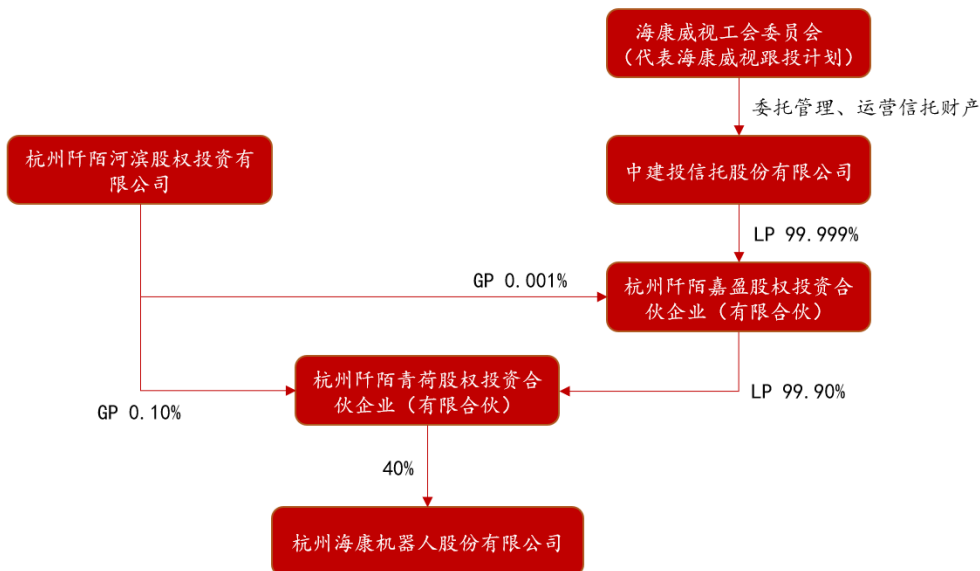 海康威视工会委员会
（代表海康威视跟投计划）
委托管理、运营信托财产
杭州阡陌河滨股权投资有
限公司
中建投信托股份有限公司
LP 99.999%
GP 0.001%
杭州阡陌嘉盈股权投资合
伙企业（有限合伙）
杭州阡陌青荷股权投资合
伙企业（有限合伙）
GP 0.10%
LP 99.90%
40%
杭州海康机器人股份有限公司